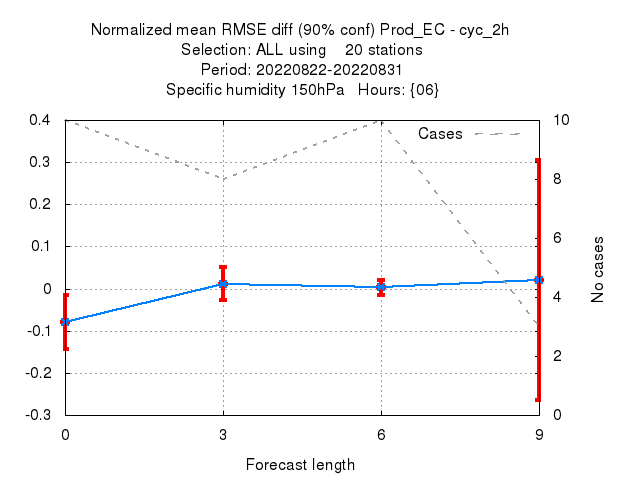 Normalized mean RMSE diff (90% conf) Prod_EC - cyc_2h
Selection: ALL using    20 stations
Period: 20220822-20220831
Specific humidity 150hPa   Hours: {06}
0.4
0.3
0.2
0.1
0
-0.1
-0.2
-0.3
Cases
10
8
6
4
2
0
No cases
0
3
6
9
Forecast length